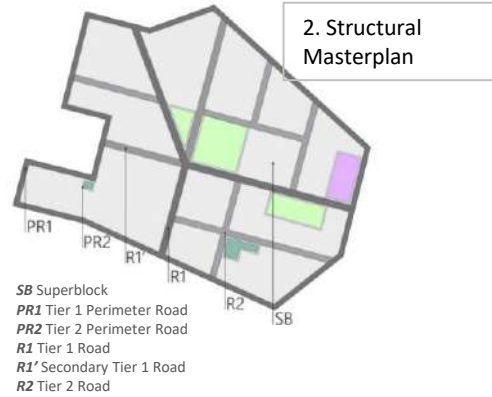 2. Structural
Masterplan
PR1
PR2
R1'
R1
R2
SB
SB Superblock
PR1 Tier 1 Perimeter Road
PR2 Tier 2 Perimeter Road
R1 Tier 1 Road
R1' Secondary Tier 1 Road
R2 Tier 2 Road